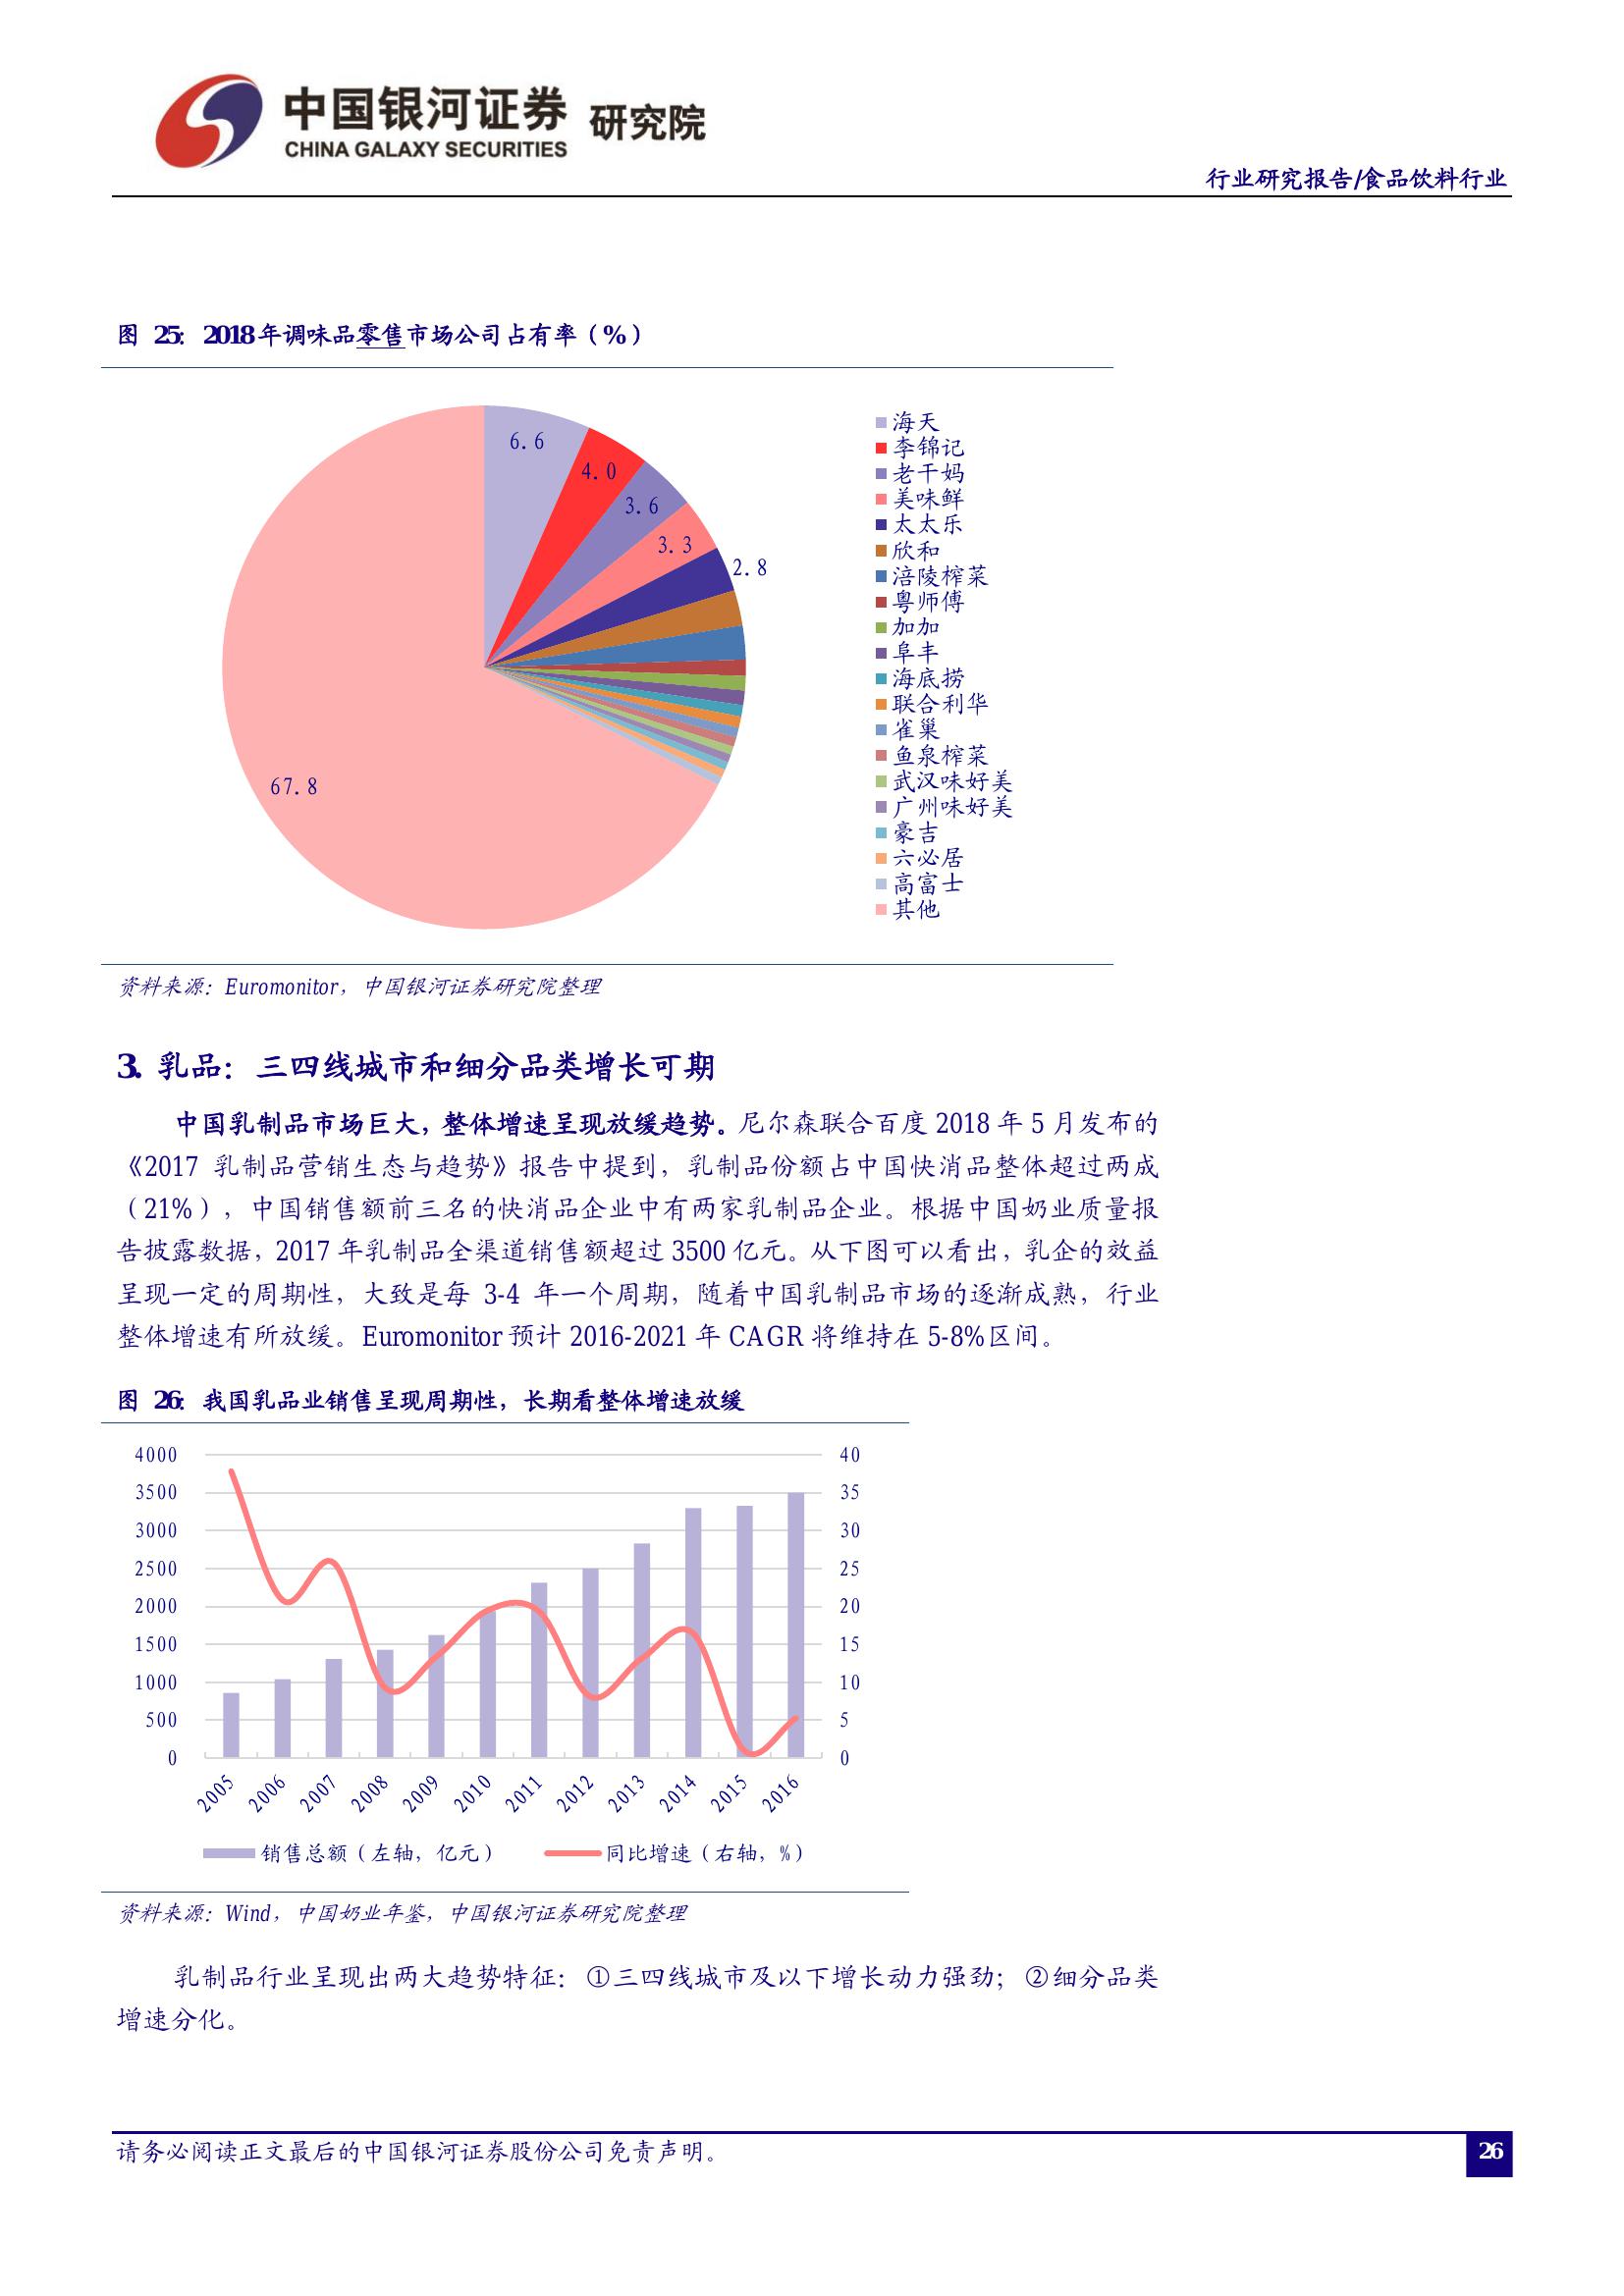 中国银河证券 研究院
CHINA GALAXY SECURITIES
行业研究报告/食品饮料行业
图 25：2018年调味品零售市场公司占有率（%）
6.6
4.0
3.6
3.3
2.8
67.8
海天
李锦记
老干妈
美味鲜
太太乐
欣和
涪陵榨菜
粤师傅
加加
阜丰
海底捞
联合利华
雀巢
鱼泉榨菜
武汉味好美
广州味好美
豪吉
六必居
高富士
其他
资料来源：Euromonitor，中国银河证券研究院整理
3. 乳品：三四线城市和细分品类增长可期
中国乳制品市场巨大，整体增速呈现放缓趋势。尼尔森联合百度 2018 年 5 月发布的
《2017 乳制品营销生态与趋势》报告中提到，乳制品份额占中国快消品整体超过两成
（21%），中国销售额前三名的快消品企业中有两家乳制品企业。根据中国奶业质量报
告披露数据，2017 年乳制品全渠道销售额超过 3500 亿元。从下图可以看出，乳企的效益
呈现一定的周期性，大致是每 3-4 年一个周期，随着中国乳制品市场的逐渐成熟，行业
整体增速有所放缓。Euromonitor 预计 2016-2021 年 CAGR 将维持在 5-8%区间。
图 26：我国乳品业销售呈现周期性，长期看整体增速放缓
4000 40
3500 35
3000 30
2500 25
2000 20
1500 15
1000 10
500 5
0 0
2005 2006 2007 2008 2009 2010 2011 2012 2013 2014 2015 2016
销售总额（左轴，亿元） 同比增速（右轴，%）
资料来源：Wind，中国奶业年鉴，中国银河证券研究院整理
乳制品行业呈现出两大趋势特征：①三四线城市及以下增长动力强劲；②细分品类
增速分化。
请务必阅读正文最后的中国银河证券股份公司免责声明。
26